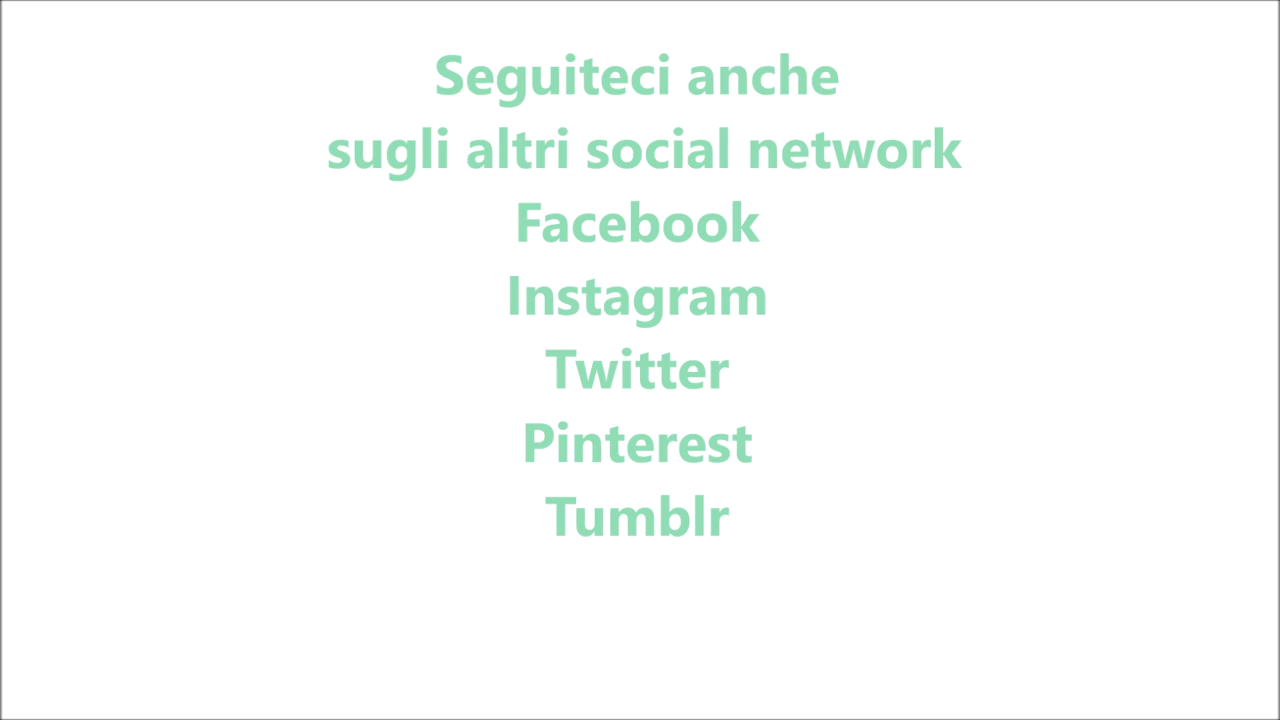 Seguiteci anche
sugli altri social network
Facebook
Instagram
Twitter
Pinterest
Tumblr